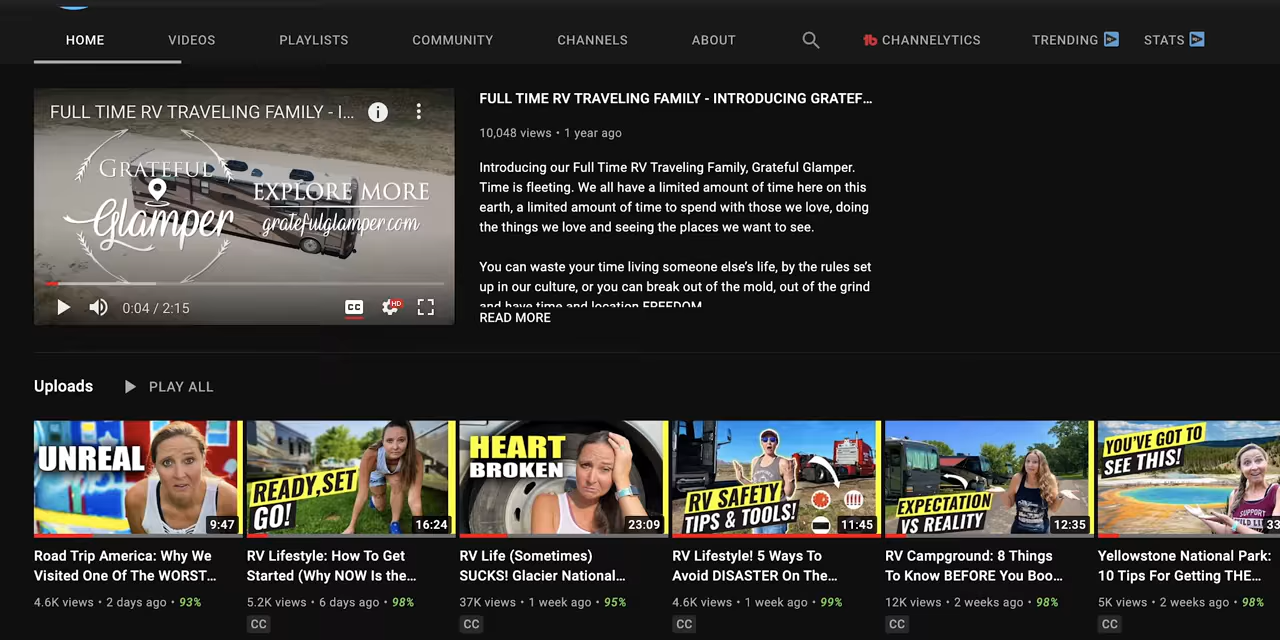 HOME VIDEOS PLAYLISTS COMMUNITY CHANNELS ABOUT CHANNELYTICS TRENDING STATS
FULL TIME RV TRAVELING FAMILY - I...
GRATEFUL
Glamper
EXPLORE MORE
gratefulglamper.com
0:04 / 2:15
CC
HD
FULL TIME RV TRAVELING FAMILY - INTRODUCING GRATEF...
10,048 views • 1 year ago
Introducing our Full Time RV Traveling Family, Grateful Glamper.
Time is fleeting. We all have a limited amount of time here on this
earth, a limited amount of time to spend with those we love, doing
the things we love and seeing the places we want to see.
You can waste your time living someone else’s life, by the rules set
up in our culture, or you can break out of the mold, out of the grind
and have time and location FREEDOM
READ MORE
Uploads PLAY ALL
UNREAL
9:47
Road Trip America: Why We
Visited One Of The WORST...
4.6K views • 2 days ago • 93%
READY,SET
GO!
16:24
RV Lifestyle: How To Get
Started (Why NOW Is the...
5.2K views • 6 days ago • 98%
CC
HEART
BROKEN
23:09
RV Life (Sometimes)
SUCKS! Glacier National...
37K views • 1 week ago • 95%
CC
RV SAFETY
TIPS & TOOLS!
11:45
RV Lifestyle! 5 Ways To
Avoid DISASTER On The...
4.6K views • 1 week ago • 99%
CC
EXPECTATION
VS REALITY
12:35
RV Campground: 8 Things
To Know BEFORE You Boo...
12K views • 2 weeks ago • 98%
CC
YOU'VE GOT TO
SEE THIS!
33
Yellowstone National Park:
10 Tips For Getting THE...
5K views • 2 weeks ago • 98%
CC